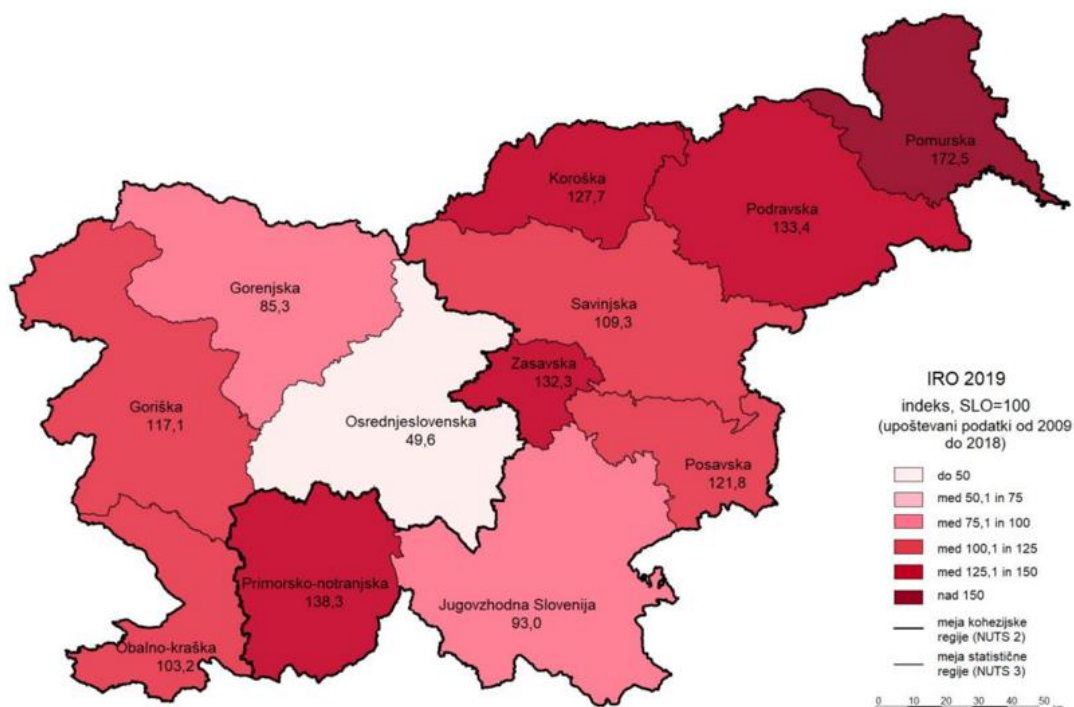 Pomurska
172,5
Koroška
127,7
Podravska
133,4
Gorenjska
85,3
Savinjska
109,3
Zasavska
132,3
Goriška
117,1
Osrednjeslovenska
49,6
Posavska
121,8
Primorsko-notranjska
138,3
Jugovzhodna Slovenija
93,0
Obalno-kraška
103,2
IRO 2019
indeks, SLO=100
(upoštevani podatki od 2009
do 2018)
do 50
med 50,1 in 75
med 75,1 in 100
med 100,1 in 125
med 125,1 in 150
nad 150
meja kohezijske
regije (NUTS 2)
meja statistične
regije (NUTS 3)
0 10 20 30 40 50